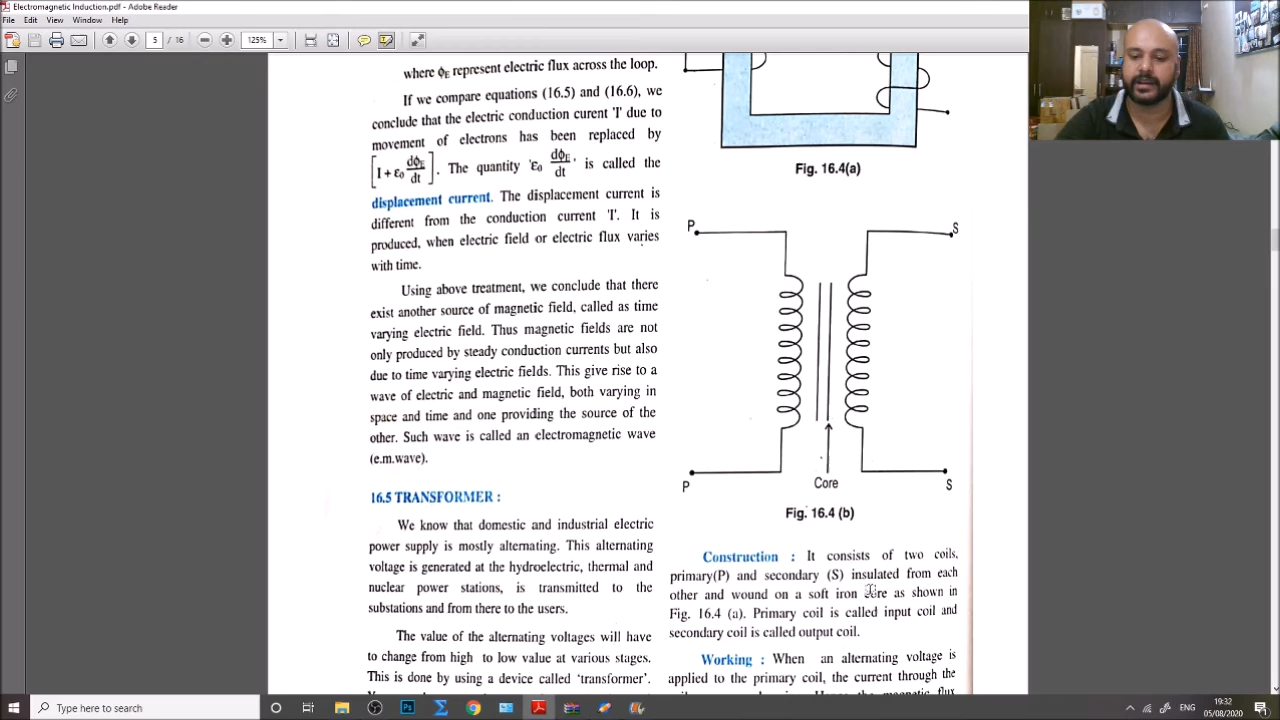 Electromagnetic Induction.pdf - Adobe Reader
File Edit View Window Help
5 / 16 125%
where ϕE represent electric flux across the loop.
If we compare equations (16.5) and (16.6), we
conclude that the electric conduction curent 'I' due to
movement of electrons has been replaced by
[I + ε₀ dϕE/dt]. The quantity 'ε₀ dϕE/dt' is called the
displacement current. The displacement current is
different from the conduction current 'I'. It is
produced, when electric field or electric flux varies
with time.
Using above treatment, we conclude that there
exist another source of magnetic field, called as time
varying electric field. Thus magnetic fields are not
only produced by steady conduction currents but also
due to time varying electric fields. This give rise to a
wave of electric and magnetic field, both varying in
space and time and one providing the source of the
other. Such wave is called an electromagnetic wave
(e.m.wave).
16.5 TRANSFORMER :
We know that domestic and industrial electric
power supply is mostly alternating. This alternating
voltage is generated at the hydroelectric, thermal and
nuclear power stations, is transmitted to the
substations and from there to the users.
The value of the alternating voltages will have
to change from high to low value at various stages.
This is done by using a device called 'transformer'.
Fig. 16.4(a)
P S
P Core S
Fig. 16.4 (b)
Construction : It consists of two coils,
primary(P) and secondary (S) insulated from each
other and wound on a soft iron as shown in
Fig. 16.4 (a). Primary coil is called input coil and
secondary coil is called output coil.
Working : When an alternating voltage is
applied to the primary coil, the current through the
magnetic flux
Type here to search
ENG
19:32
05/08/2020